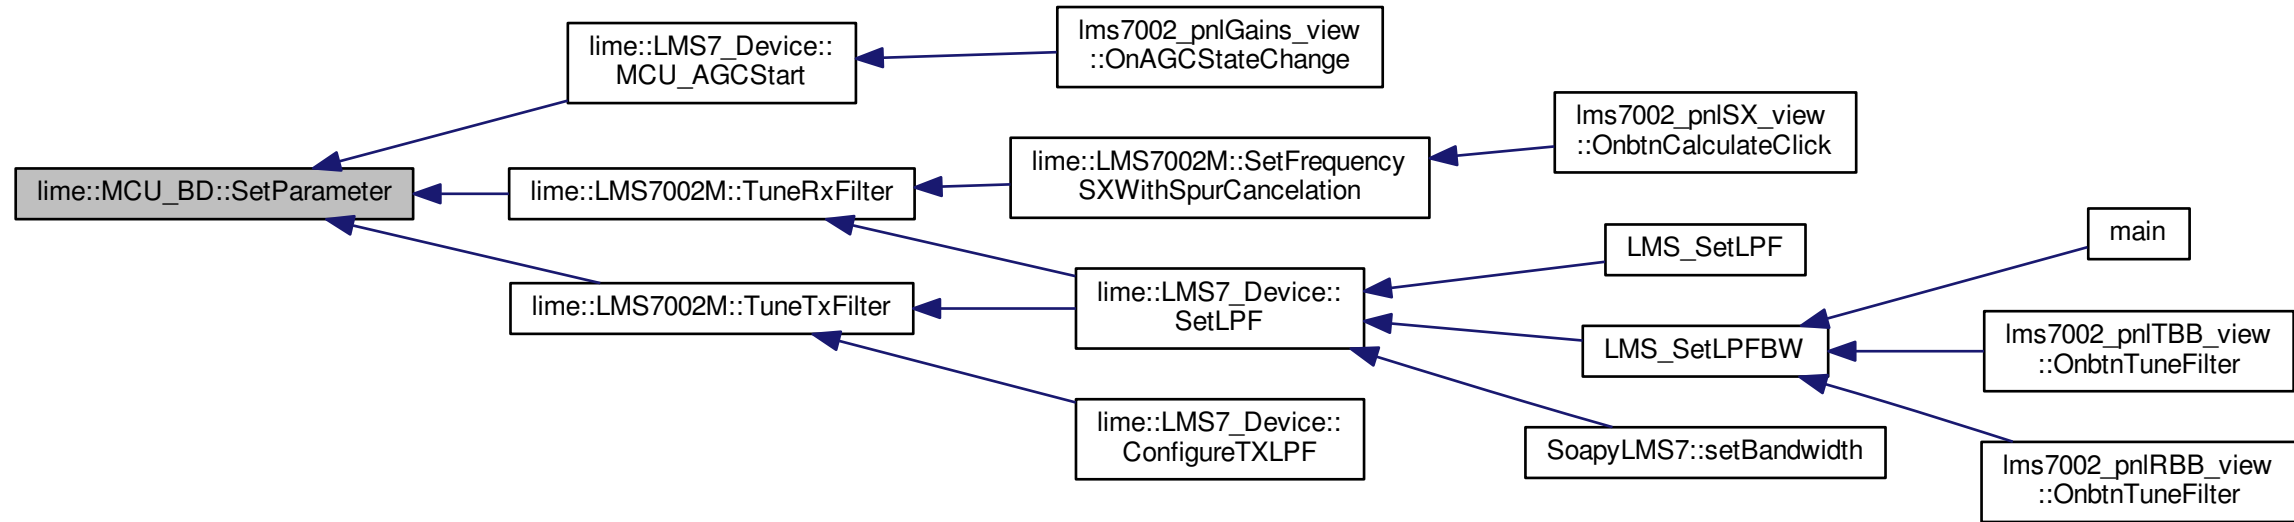 lime::MCU_BD::SetParameter
lime::LMS7_Device::
MCU_AGCStart
lms7002_pnlGains_view
::OnAGCStateChange
lime::LMS7002M::TuneRxFilter
lime::LMS7002M::SetFrequency
SXWithSpurCancelation
lms7002_pnlSX_view
::OnbtnCalculateClick
lime::LMS7002M::TuneTxFilter
lime::LMS7_Device::
SetLPF
LMS_SetLPF
LMS_SetLPFBW
main
lms7002_pnlTBB_view
::OnbtnTuneFilter
lms7002_pnlRBB_view
::OnbtnTuneFilter
SoapyLMS7::setBandwidth
lime::LMS7_Device::
ConfigureTXLPF